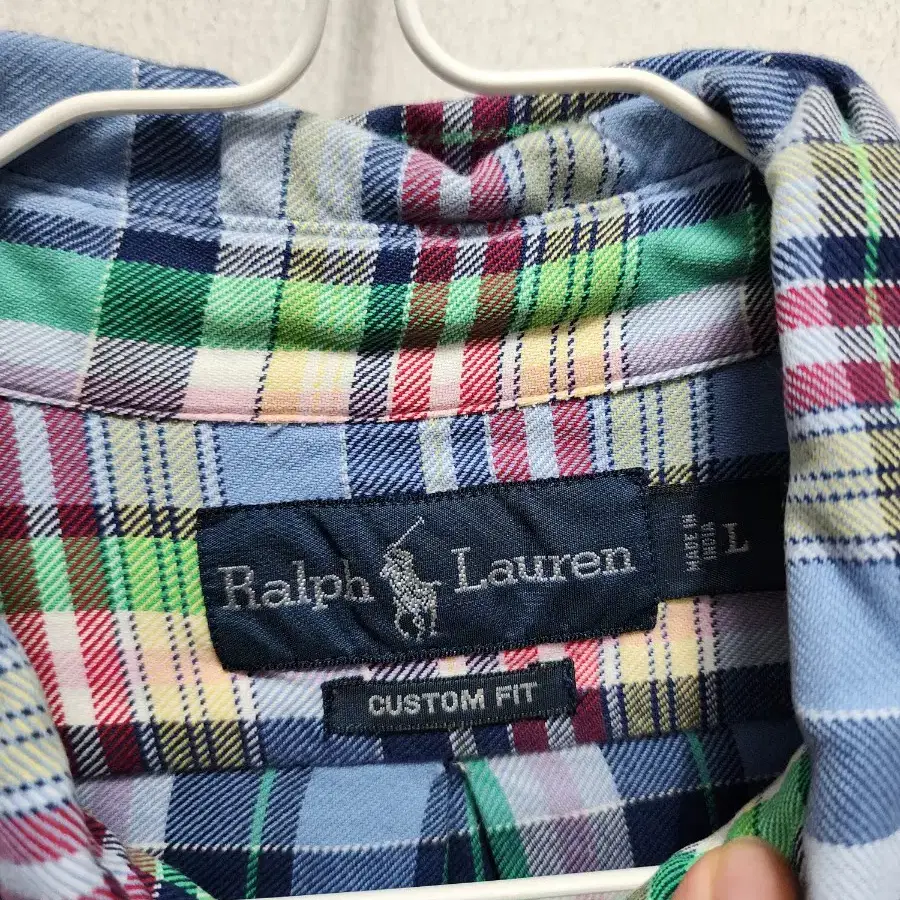 Ralph Lauren
MADE IN
INDIA
L
CUSTOM FIT